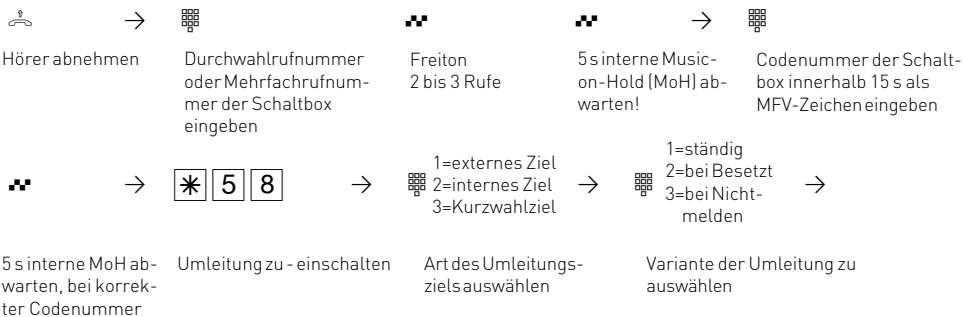 Hörer abnehmen
Durchwahlrufnummer
oder Mehrfachrufnum-
mer der Schaltbox
eingeben
Freiton
2 bis 3 Rufe
5 s interne Music-
on-Hold (MoH) ab-
warten!
Codenummer der Schalt-
box innerhalb 15 s als
MFV-Zeichen eingeben
* 5 8
1=externes Ziel
2=internes Ziel
3=Kurzwahlziel
1=ständig
2=bei Besetzt
3=bei Nicht-
melden
5 s interne MoH ab-
warten, bei korrek-
ter Codenummer
Umleitung zu - einschalten
Art des Umleitungs-
ziels auswählen
Variante der Umleitung zu
auswählen